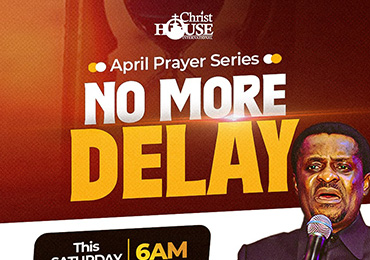 Christ
HOUSE
INTERNATIONAL
April Prayer Series
NO MORE
DELAY
This
SATURDAY
6AM